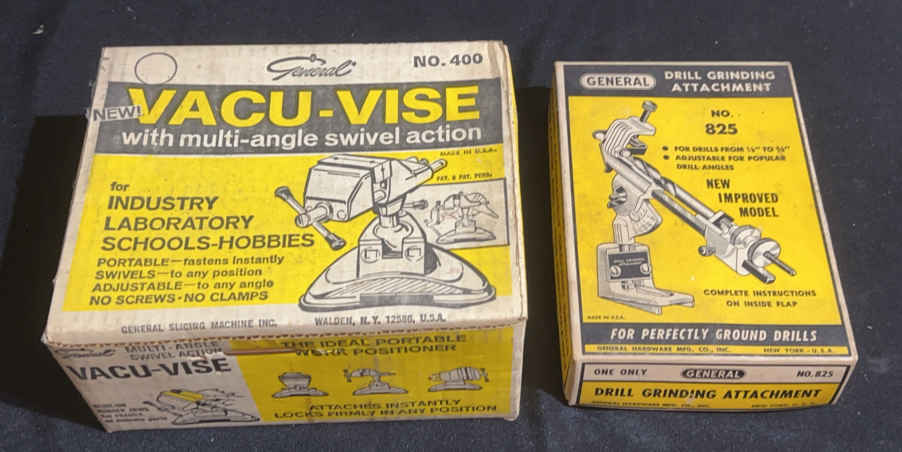 General
NO. 400
NEW!
VACU-VISE
with multi-angle swivel action
MADE IN U.S.A.
PAT. & PAT. PEND.
for
INDUSTRY
LABORATORY
SCHOOLS-HOBBIES
PORTABLE—fastens instantly
SWIVELS—to any position
ADJUSTABLE—to any angle
NO SCREWS·NO CLAMPS
GENERAL SLICING MACHINE INC. WALDEN, N.Y. 12586, U.S.A.
MULTI-ANGLE
SWIVEL ACTION
VACU-VISE
THE IDEAL PORTABLE
WORK POSITIONER
ATTACHES INSTANTLY
LOCKS FIRMLY IN ANY POSITION
GENERAL
DRILL GRINDING
ATTACHMENT
NO.
825
• FOR DRILLS FROM
• ADJUSTABLE FOR POPULAR
DRILL ANGLES
NEW
IMPROVED
MODEL
COMPLETE INSTRUCTIONS
ON INSIDE FLAP
MADE IN U.S.A.
FOR PERFECTLY GROUND DRILLS
GENERAL HARDWARE MFG. CO., INC. NEW YORK - U.S.A.
ONE ONLY GENERAL NO. 825
DRILL GRINDING ATTACHMENT
GENERAL HARDWARE MFG. CO., INC.